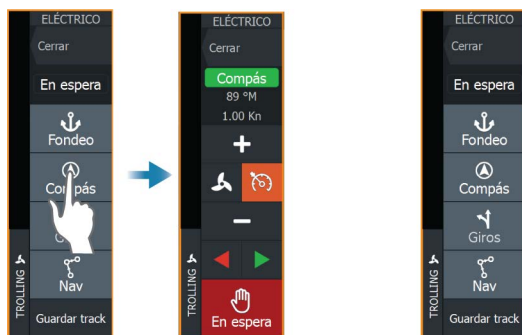 ELÉCTRICO
Cerrar
En espera
Fondeo
Compás
Nav
Guardar track
TROLLING
ELÉCTRICO
Cerrar
Compás
89 °M
1.00 Kn
En espera
TROLLING
ELÉCTRICO
Cerrar
En espera
Fondeo
Compás
Giros
Nav
Guardar track
TROLLING